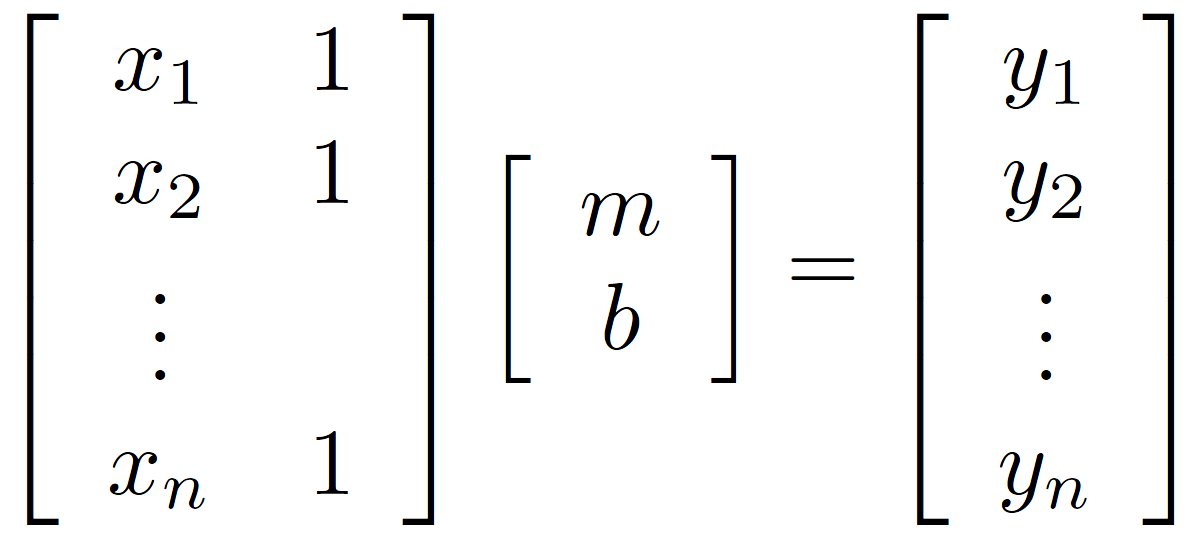 x₁ 1 y₁
x₂ 1 m y₂
⋮ b = ⋮
xₙ 1 yₙ